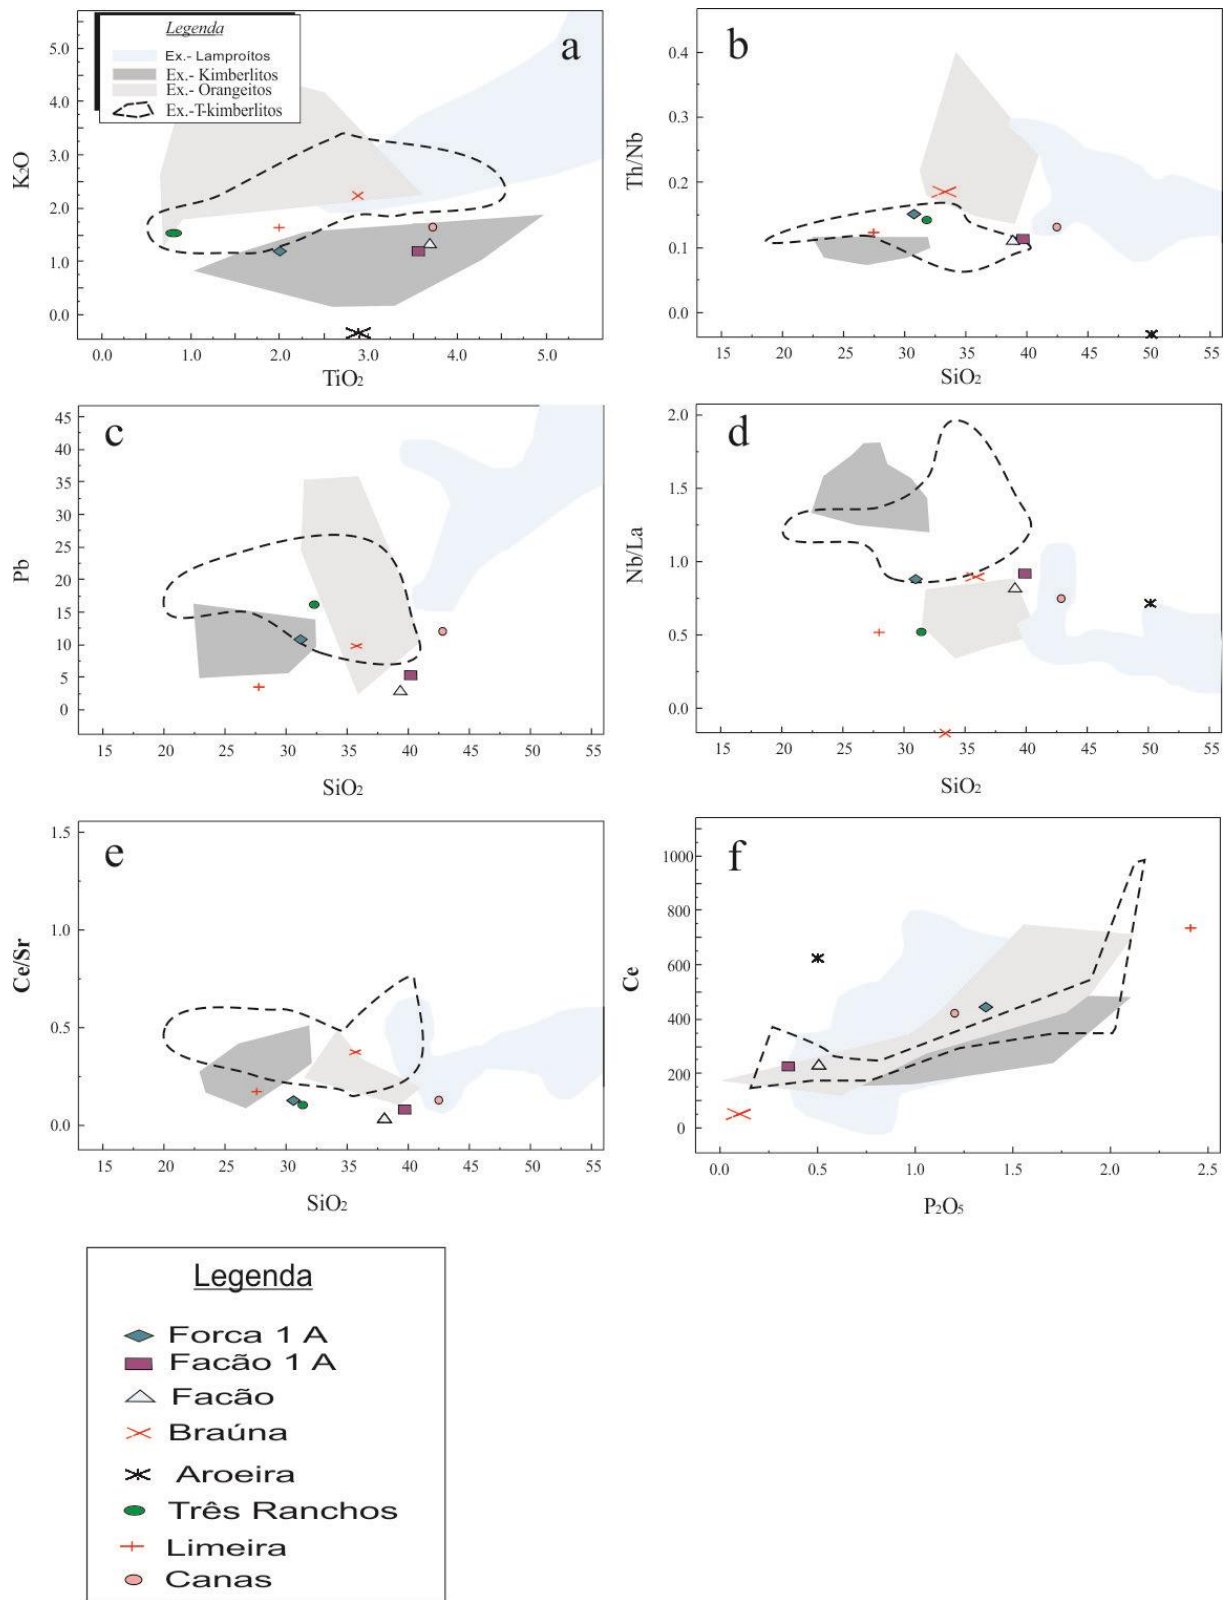 Legenda
Ex.- Lamproítos
Ex.- Kimberlitos
Ex.- Orangeitos
Ex.-T-kimberlitos
a
5.0
5.0
4.0
3.0
2.0
1.0
0.0
K2O
0.0 1.0 2.0 3.0 4.0 5.0
TiO2
b
0.4
0.3
0.2
0.1
0.0
Th/Nb
15 20 25 30 35 40 45 50 55
SiO2
c
45
40
35
30
25
20
15
10
5
0
Pb
15 20 25 30 35 40 45 50 55
SiO2
d
2.0
1.5
1.0
0.5
0.0
Nb/La
15 20 25 30 35 40 45 50 55
SiO2
e
1.5
1.0
0.5
0.0
Ce/Sr
15 20 25 30 35 40 45 50 55
SiO2
f
1000
800
600
400
200
0
Ce
0.0 0.5 1.0 1.5 2.0 2.5
P2O5
Legenda
Forca 1 A
Facão 1 A
Facão
Braúna
Aroeira
Três Ranchos
Limeira
Canas